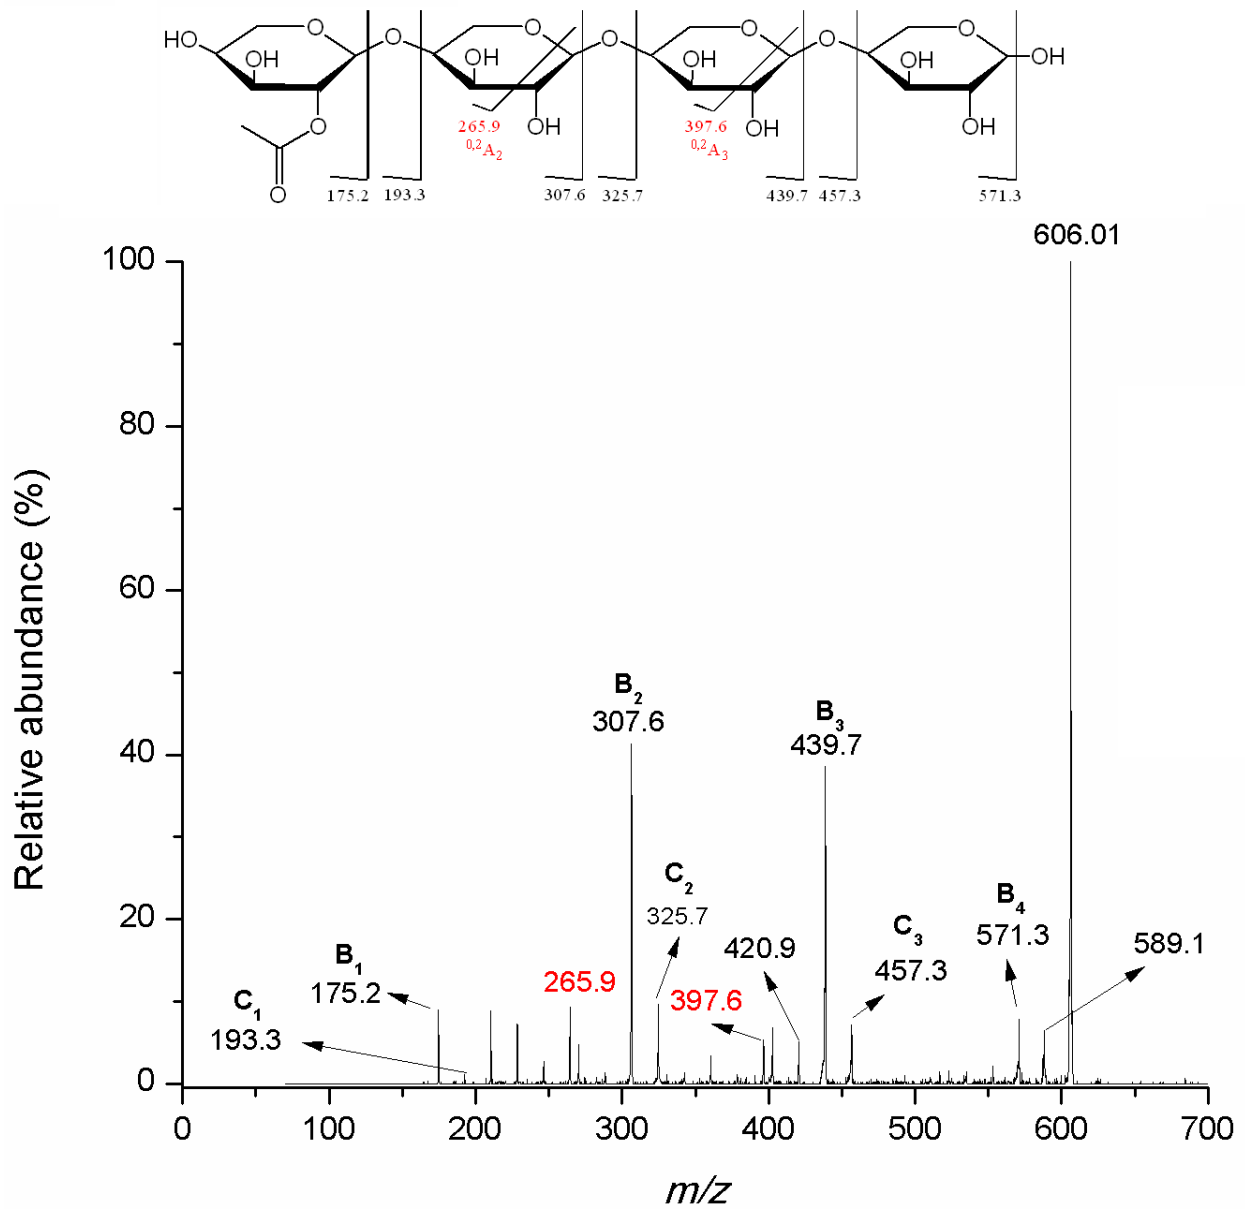 HO
O
O
O
O
O
O
O
OH
OH
OH
OH
OH
O
OH
OH
OH
O
265.9
0,2A2
397.6
0,2A3
175.2
193.3
307.6
325.7
439.7
457.3
571.3
606.01
100
80
60
40
20
0
Relative abundance (%)
B2
307.6
B3
439.7
C2
325.7
420.9
C3
457.3
B4
571.3
589.1
B1
175.2
265.9
397.6
C1
193.3
0
100
200
300
400
500
600
700
m/z